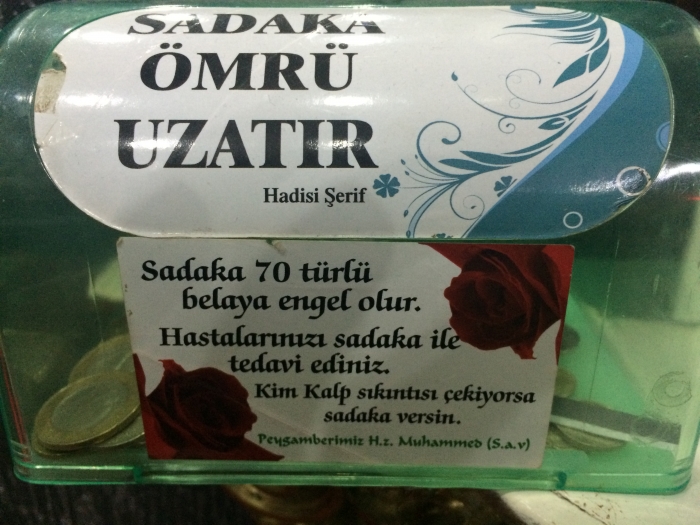 SADAKA
ÖMRÜ
UZATIR
Hadisi Şerif
Sadaka 70 türlü
belaya engel olur.
Hastalarınızı sadaka ile
tedavi ediniz.
Kim Kalp sıkıntısı çekiyorsa
sadaka versin.
Peygamberimiz H.z. Muhammed (S.a.v)